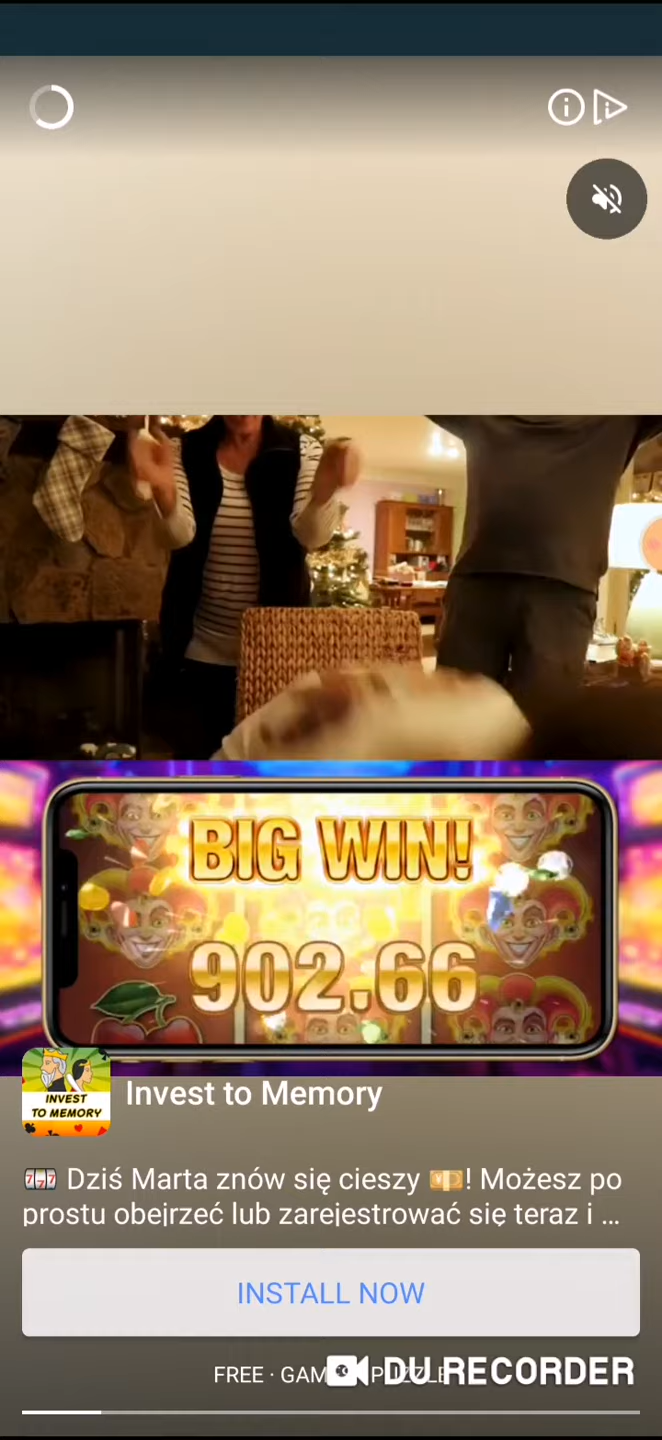 BIG WIN!
902.66
INVEST
TO MEMORY
Invest to Memory
🎰 Dziś Marta znów się cieszy 💴! Możesz po
prostu obejrzeć lub zarejestrować się teraz i ...
INSTALL NOW
FREE · GAM
DU RECORDER